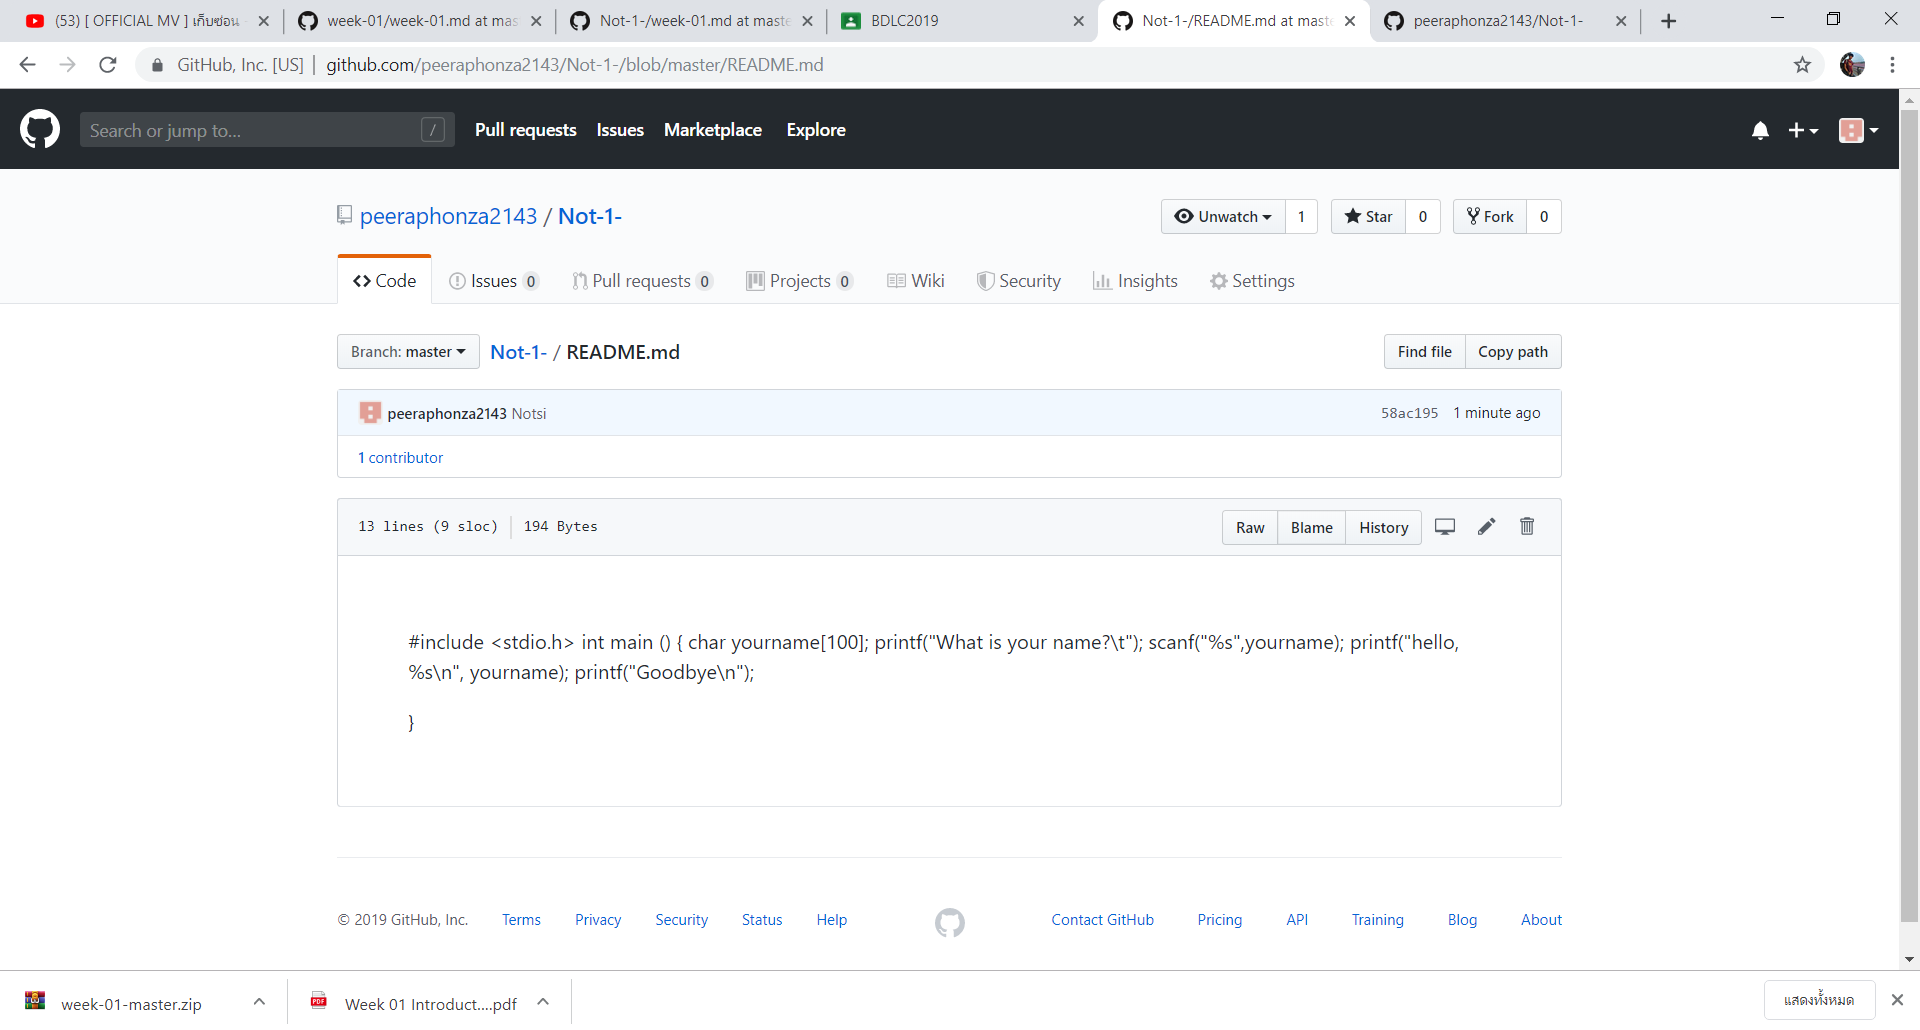 (53) [ OFFICIAL MV ] เก็บซ่อน -
week-01/week-01.md at mas
Not-1-/week-01.md at maste
BDLC2019
Not-1-/README.md at maste
peeraphonza2143/Not-1-
GitHub, Inc. [US] | github.com/peeraphonza2143/Not-1-/blob/master/README.md
Search or jump to... /
Pull requests Issues Marketplace Explore
peeraphonza2143 / Not-1-
Unwatch 1 Star 0 Fork 0
Code Issues 0 Pull requests 0 Projects 0 Wiki Security Insights Settings
Branch: master Not-1- / README.md Find file Copy path
peeraphonza2143 Notsi 58ac195 1 minute ago
1 contributor
13 lines (9 sloc) 194 Bytes Raw Blame History
#include <stdio.h> int main () { char yourname[100]; printf("What is your name?\t"); scanf("%s",yourname); printf("hello,
%s\n", yourname); printf("Goodbye\n");
}
© 2019 GitHub, Inc. Terms Privacy Security Status Help Contact GitHub Pricing API Training Blog About
week-01-master.zip PDF Week 01 Introduct....pdf แสดงทั้งหมด